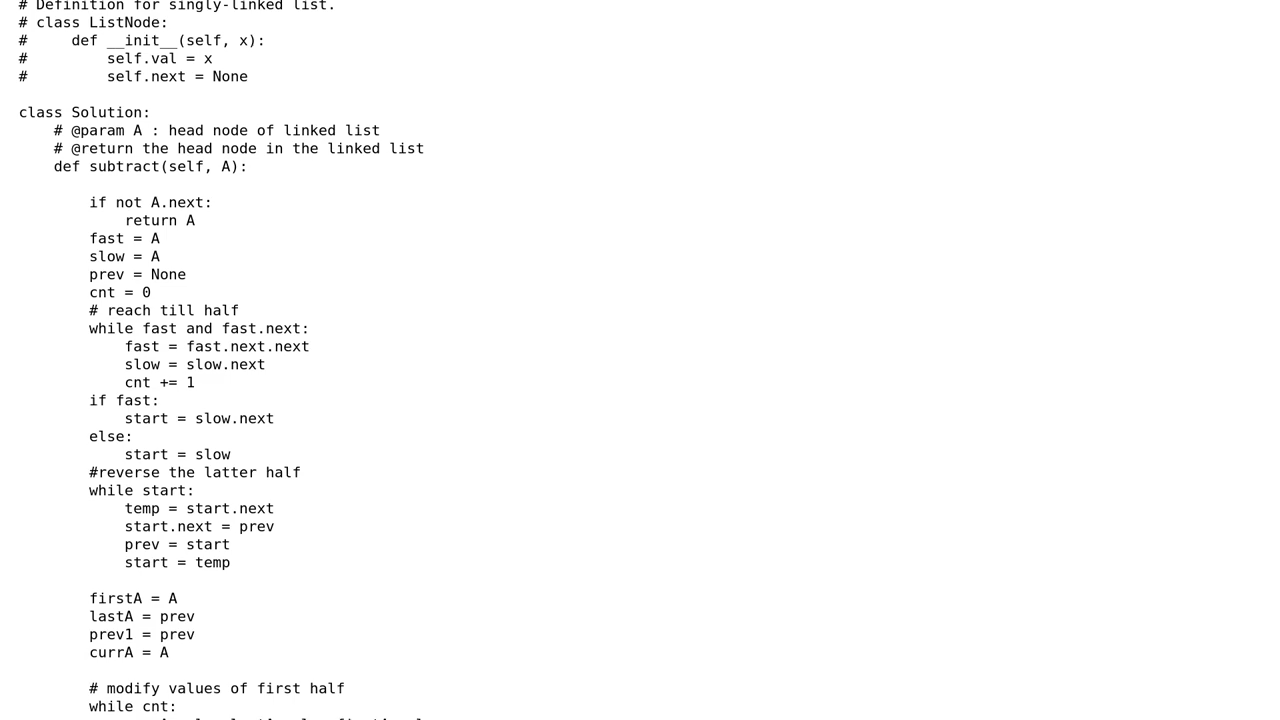 # Definition for singly-linked list.
# class ListNode:
#     def __init__(self, x):
#         self.val = x
#         self.next = None

class Solution:
    # @param A : head node of linked list
    # @return the head node in the linked list
    def subtract(self, A):

        if not A.next:
            return A
        fast = A
        slow = A
        prev = None
        cnt = 0
        # reach till half
        while fast and fast.next:
            fast = fast.next.next
            slow = slow.next
            cnt += 1
        if fast:
            start = slow.next
        else:
            start = slow
        #reverse the latter half
        while start:
            temp = start.next
            start.next = prev
            prev = start
            start = temp

        firstA = A
        lastA = prev
        prev1 = prev
        currA = A

        # modify values of first half
        while cnt: